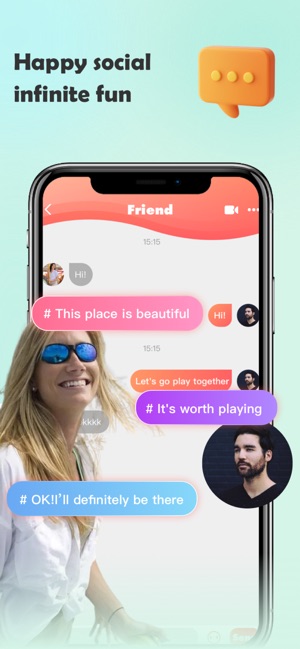 Happy social
infinite fun
Friend
15:15
Hi!
# This place is beautiful
Hi!
15:15
Let's go play together
# It's worth playing
kkkk
# OK!I'll definitely be there